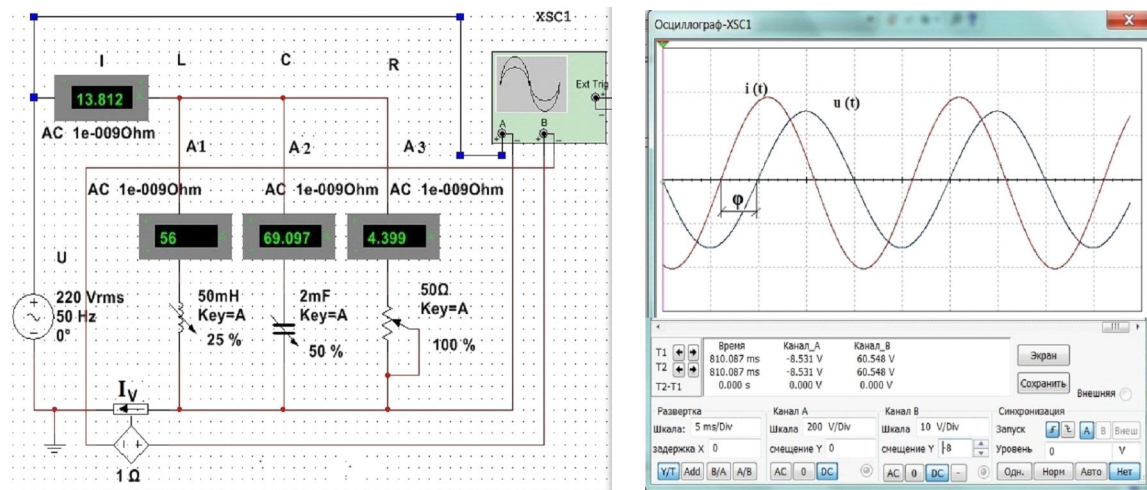 XSC1
I
L
C
R
13.812
AC 1e-009Ohm
Ext Trig
A
B
A1
A2
A3
AC 1e-009Ohm
AC 1e-009Ohm
AC 1e-009Ohm
56
69.097
4.399
U
220 Vrms
50 Hz
0°
50mH
Key=A
25 %
2mF
Key=A
50 %
50Ω
Key=A
100 %
IV
1 Ω
Осциллограф-XSC1
X
i (t)
u (t)
φ
Время Канал_A Канал_B
T1 810.087 ms -8.531 V 60.548 V
T2 810.087 ms -8.531 V 60.548 V
T2-T1 0.000 s 0.000 V 0.000 V
Экран
Сохранить
Внешняя
Развертка
Шкала: 5 ms/Div
задержка X 0
Y/T Add B/A A/B
Канал A
Шкала 200 V/Div
смещение Y 0
AC 0 DC
Канал B
Шкала 10 V/Div
смещение Y -8
AC 0 DC -
Синхронизация
Запуск A B Внеш
Уровень 0 V
Одн. Норм Авто Нет